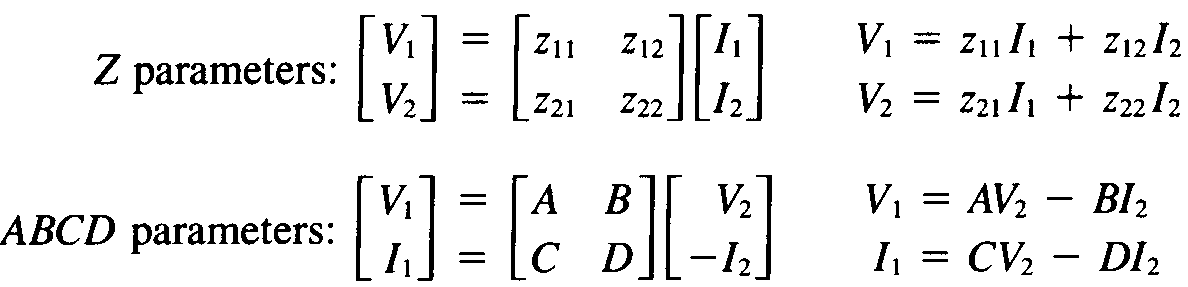 Z parameters: [V₁ V₂] = = [z₁₁ z₁₂ z₂₁ z₂₂] [I₁ I₂] V₁ = z₁₁I₁ + z₁₂I₂
V₂ = z₂₁I₁ + z₂₂I₂
ABCD parameters: [V₁ I₁] = = [A B C D] [V₂ −I₂] V₁ = AV₂ − BI₂
I₁ = CV₂ − DI₂